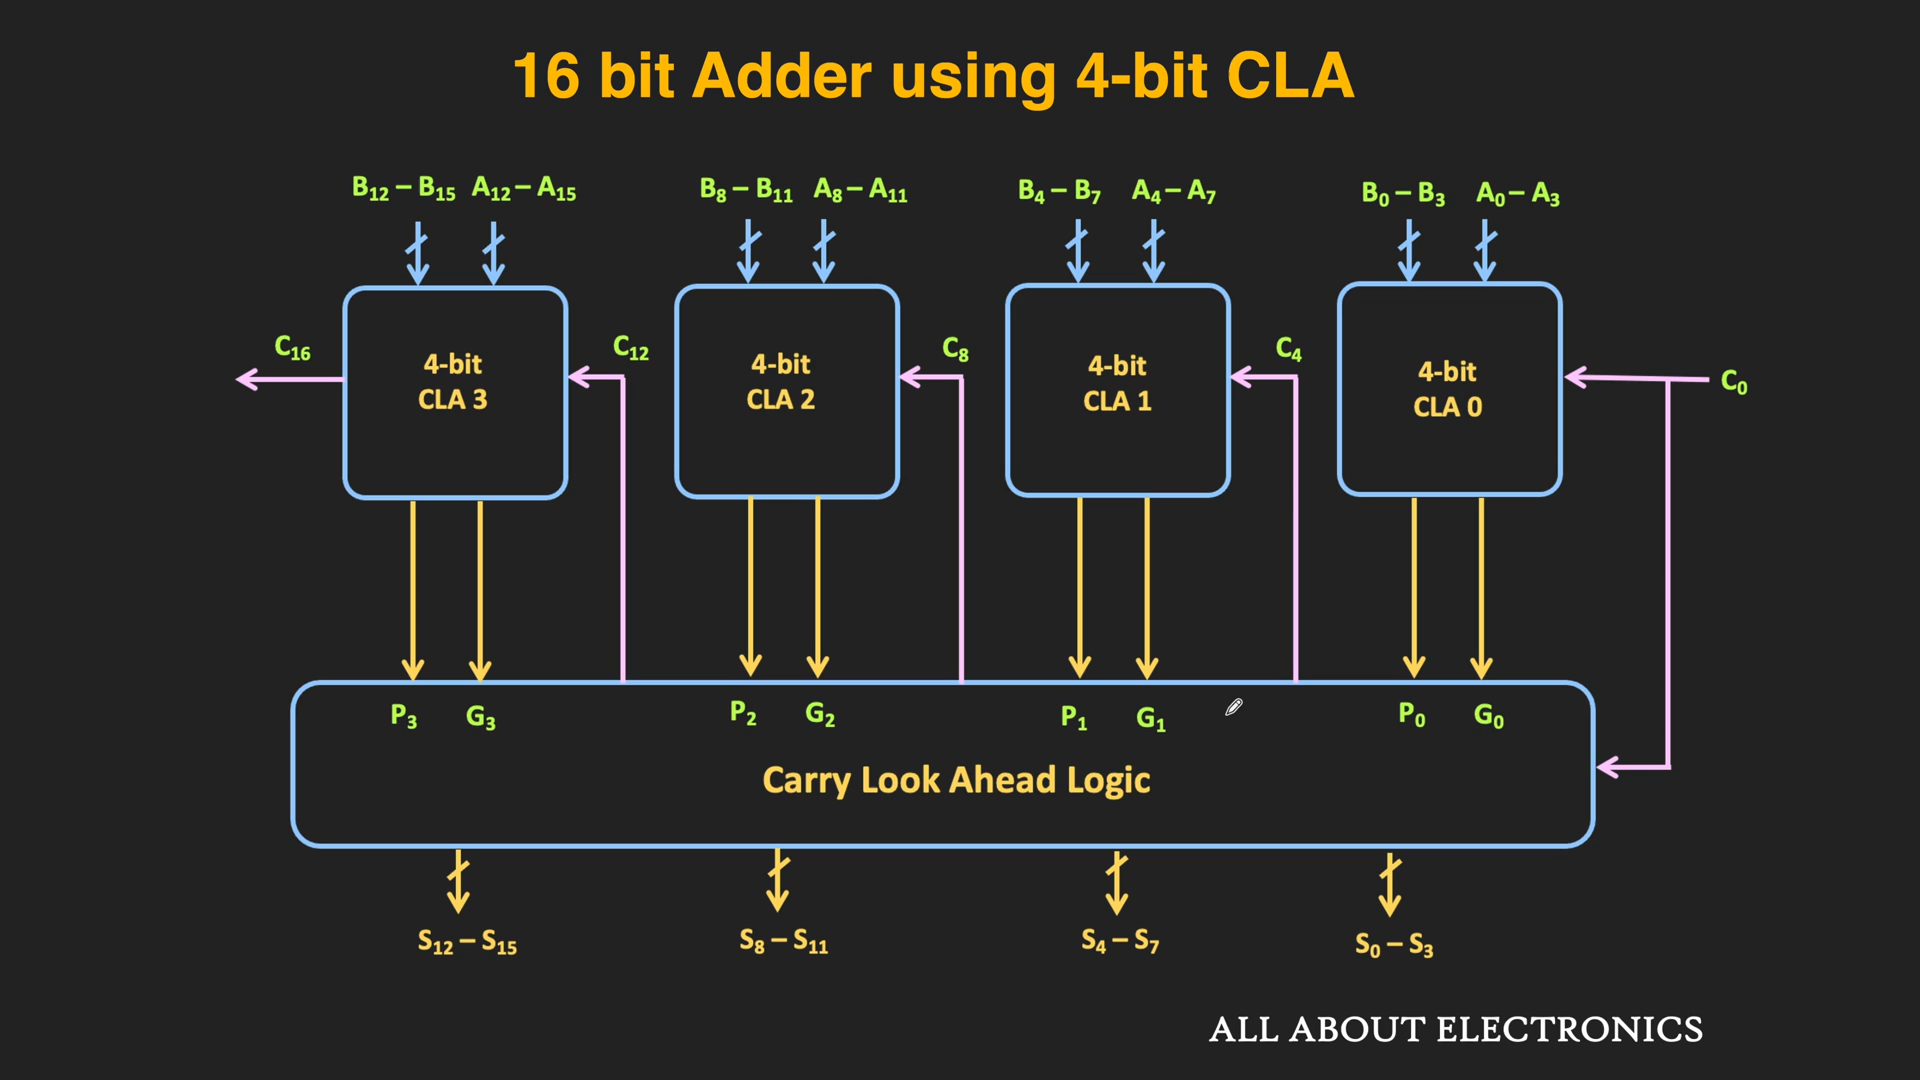 16 bit Adder using 4-bit CLA
B₁₂ – B₁₅ A₁₂ – A₁₅ B₈ – B₁₁ A₈ – A₁₁ B₄ – B₇ A₄ – A₇ B₀ – B₃ A₀ – A₃
C₁₆ C₁₂ C₈ C₄ C₀
4-bit
CLA 3
4-bit
CLA 2
4-bit
CLA 1
4-bit
CLA 0
P₃ G₃ P₂ G₂ P₁ G₁ P₀ G₀
Carry Look Ahead Logic
S₁₂ – S₁₅ S₈ – S₁₁ S₄ – S₇ S₀ – S₃
ALL ABOUT ELECTRONICS